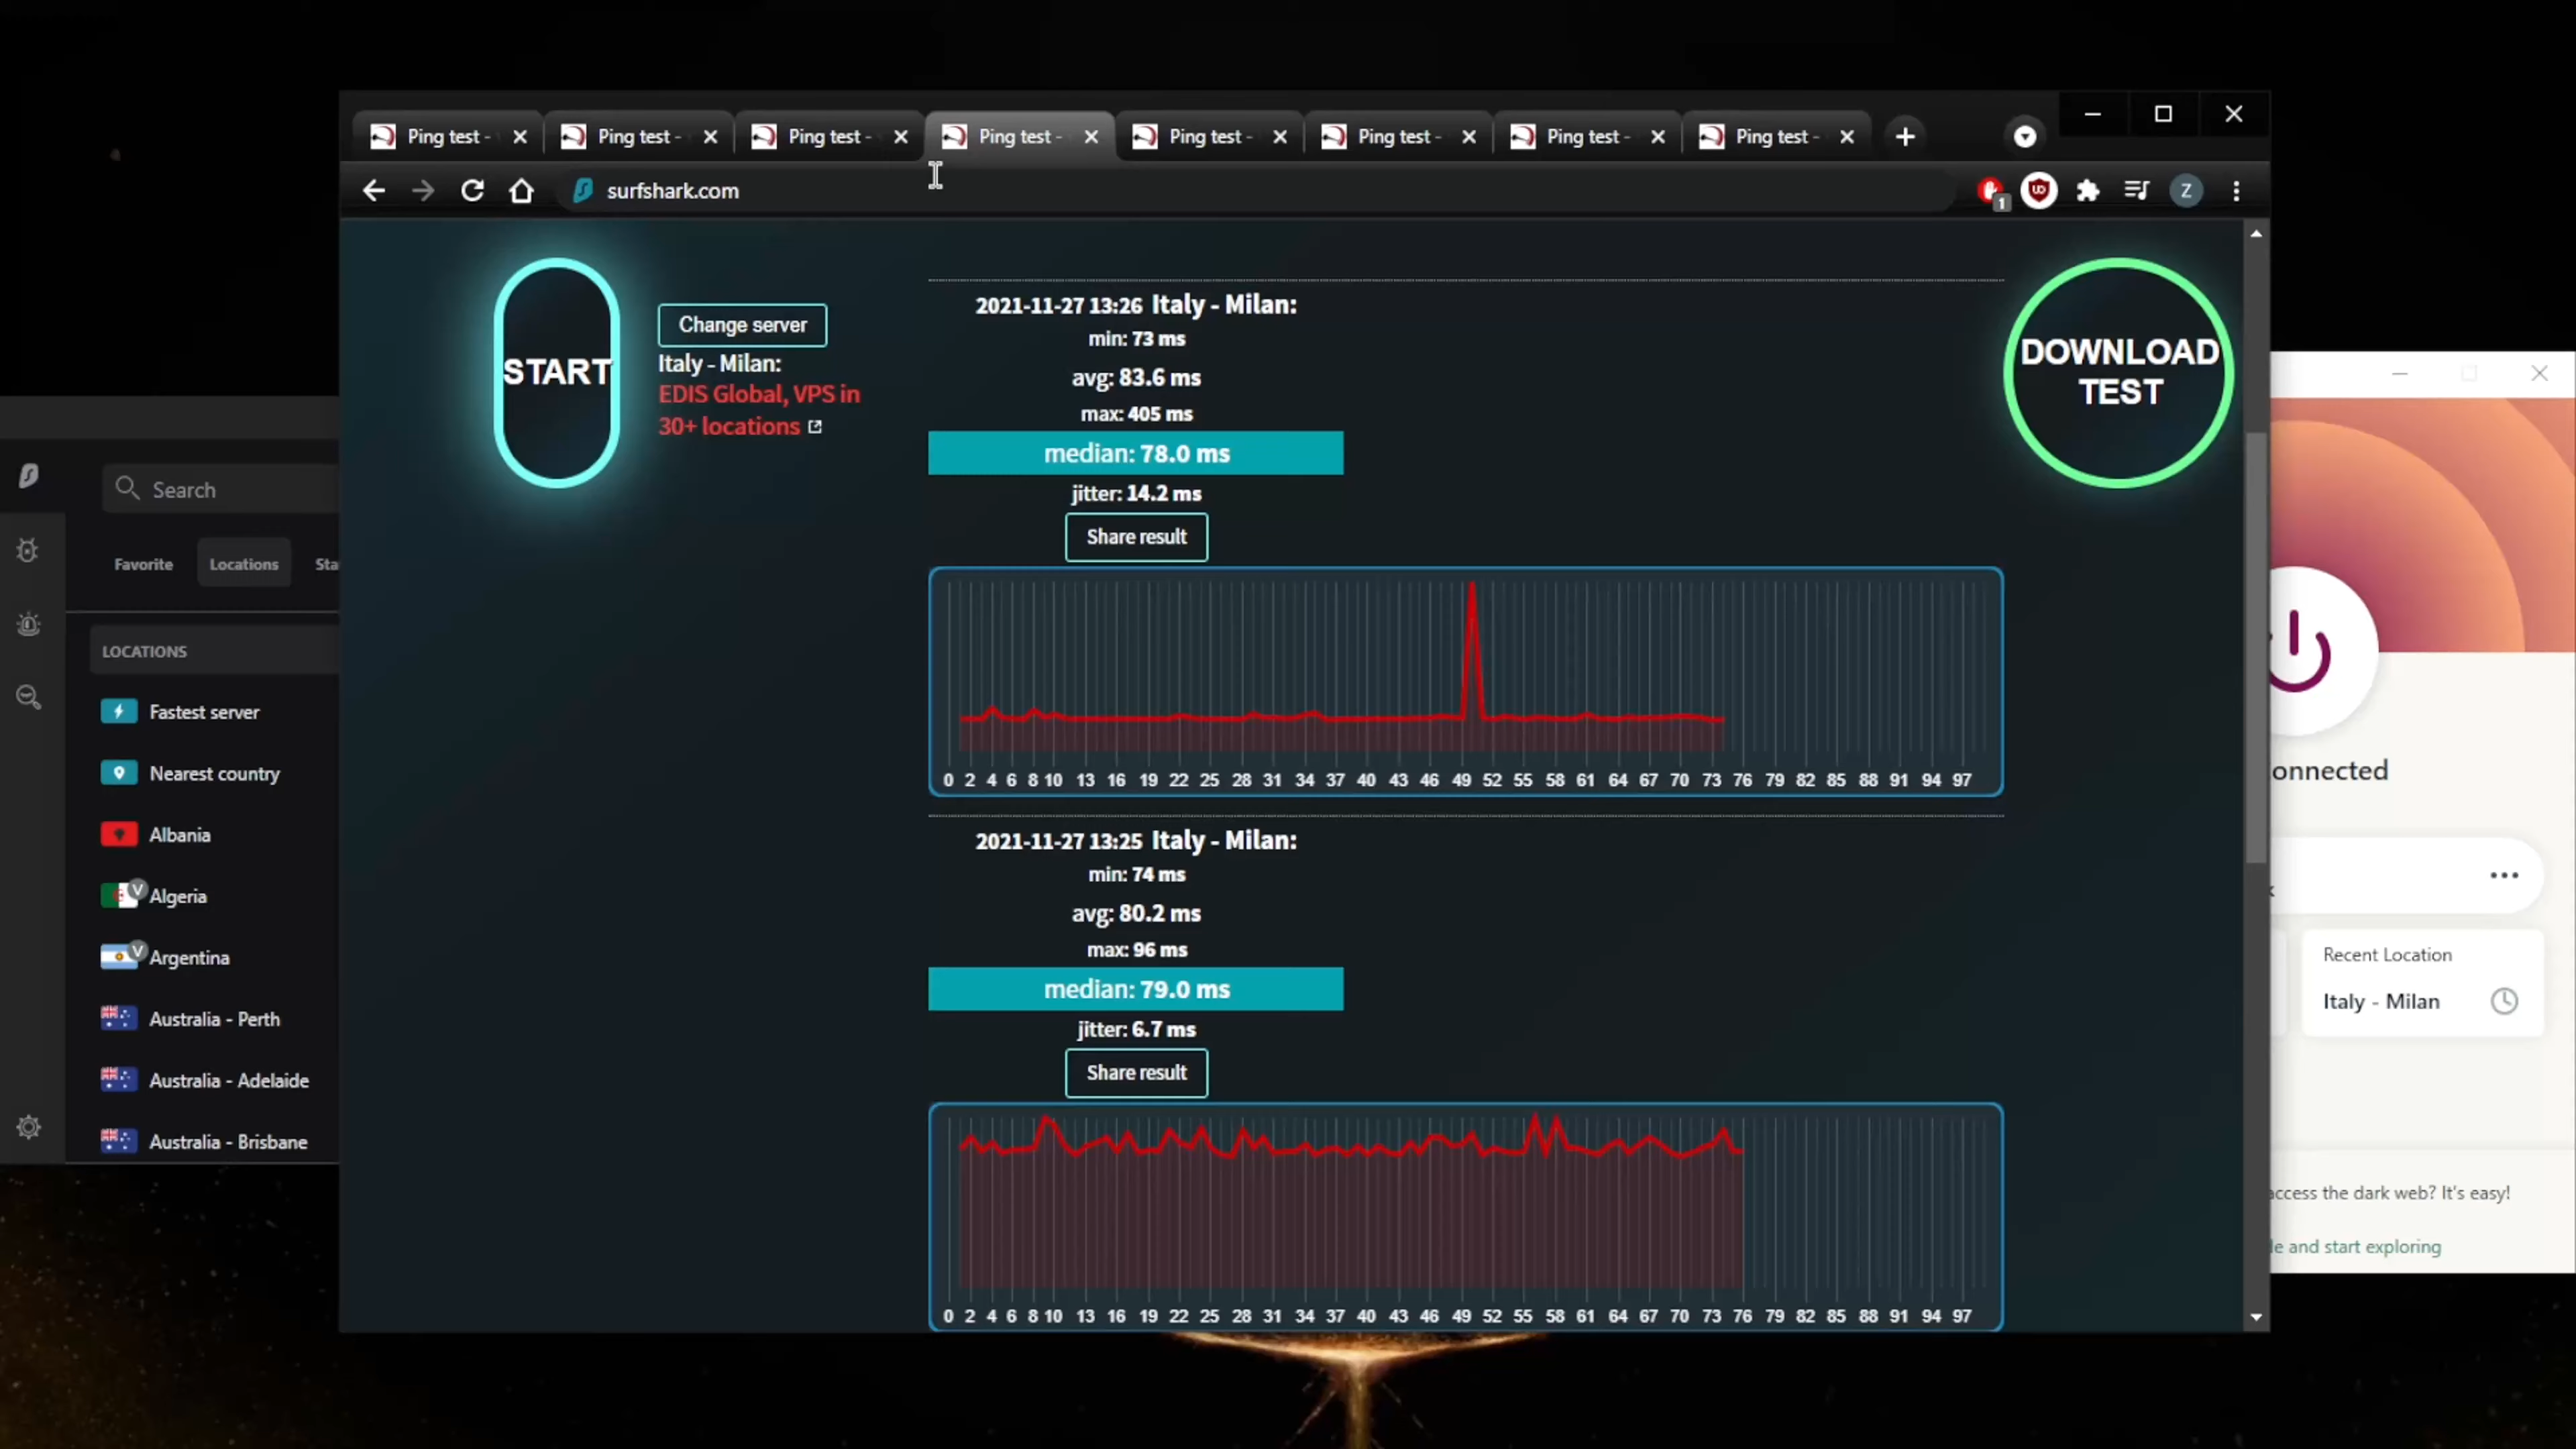 Ping test -
Ping test -
Ping test -
Ping test -
Ping test -
Ping test -
Ping test -
Ping test -
surfshark.com
1
Z
START
Change server
Italy - Milan:
EDIS Global, VPS in
30+ locations
2021-11-27 13:26 Italy - Milan:
min: 73 ms
avg: 83.6 ms
max: 405 ms
median: 78.0 ms
jitter: 14.2 ms
Share result
0 2 4 6 8 10 13 16 19 22 25 28 31 34 37 40 43 46 49 52 55 58 61 64 67 70 73 76 79 82 85 88 91 94 97
2021-11-27 13:25 Italy - Milan:
min: 74 ms
avg: 80.2 ms
max: 96 ms
median: 79.0 ms
jitter: 6.7 ms
Share result
0 2 4 6 8 10 13 16 19 22 25 28 31 34 37 40 43 46 49 52 55 58 61 64 67 70 73 76 79 82 85 88 91 94 97
DOWNLOAD
TEST
Search
Favorite
Locations
Sta
LOCATIONS
Fastest server
Nearest country
Albania
V
Algeria
V
Argentina
Australia - Perth
Australia - Adelaide
Australia - Brisbane
onnected
Recent Location
Italy - Milan
access the dark web? It's easy!
and start exploring